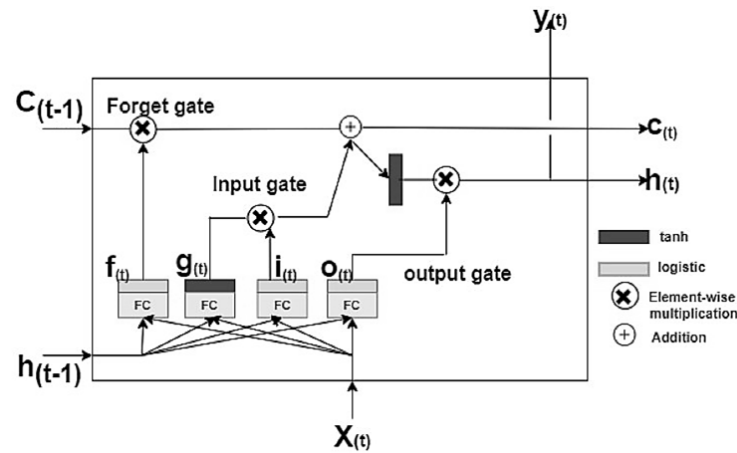 y(t)
Forget gate
C(t-1)
c(t)
h(t)
Input gate
f(t)
g(t)
i(t)
o(t)
output gate
FC
FC
FC
FC
h(t-1)
X(t)
tanh
logistic
Element-wise
multiplication
Addition